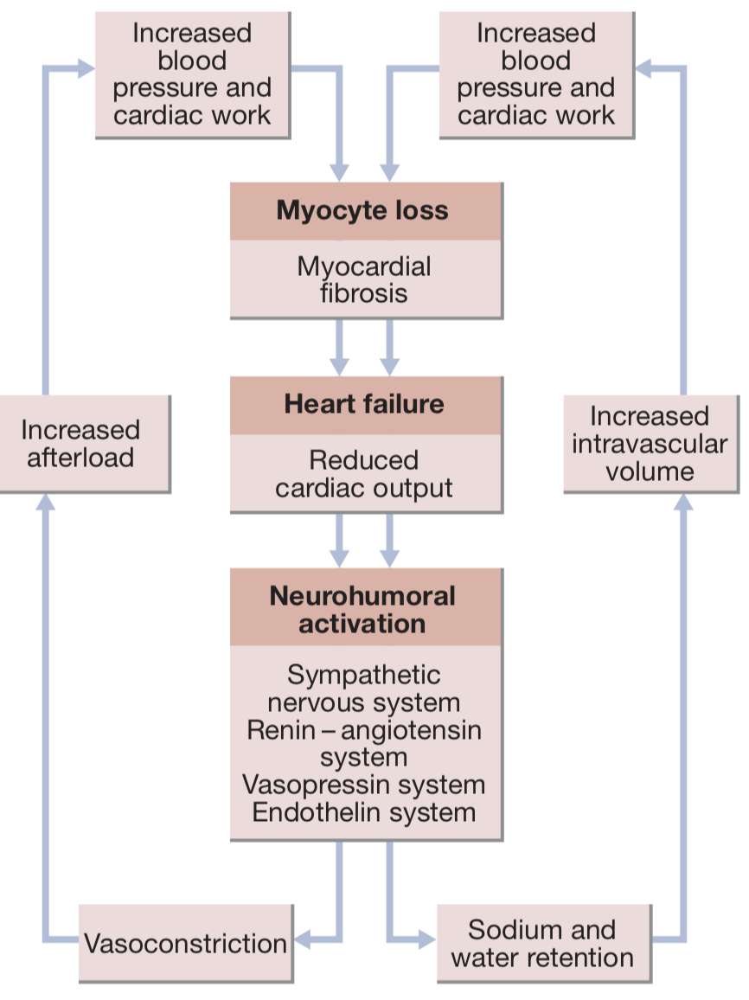 Increased
blood
pressure and
cardiac work
Increased
blood
pressure and
cardiac work
Myocyte loss
Myocardial
fibrosis
Increased
afterload
Heart failure
Reduced
cardiac output
Increased
intravascular
volume
Neurohumoral
activation
Sympathetic
nervous system
Renin – angiotensin
system
Vasopressin system
Endothelin system
Vasoconstriction
Sodium and
water retention